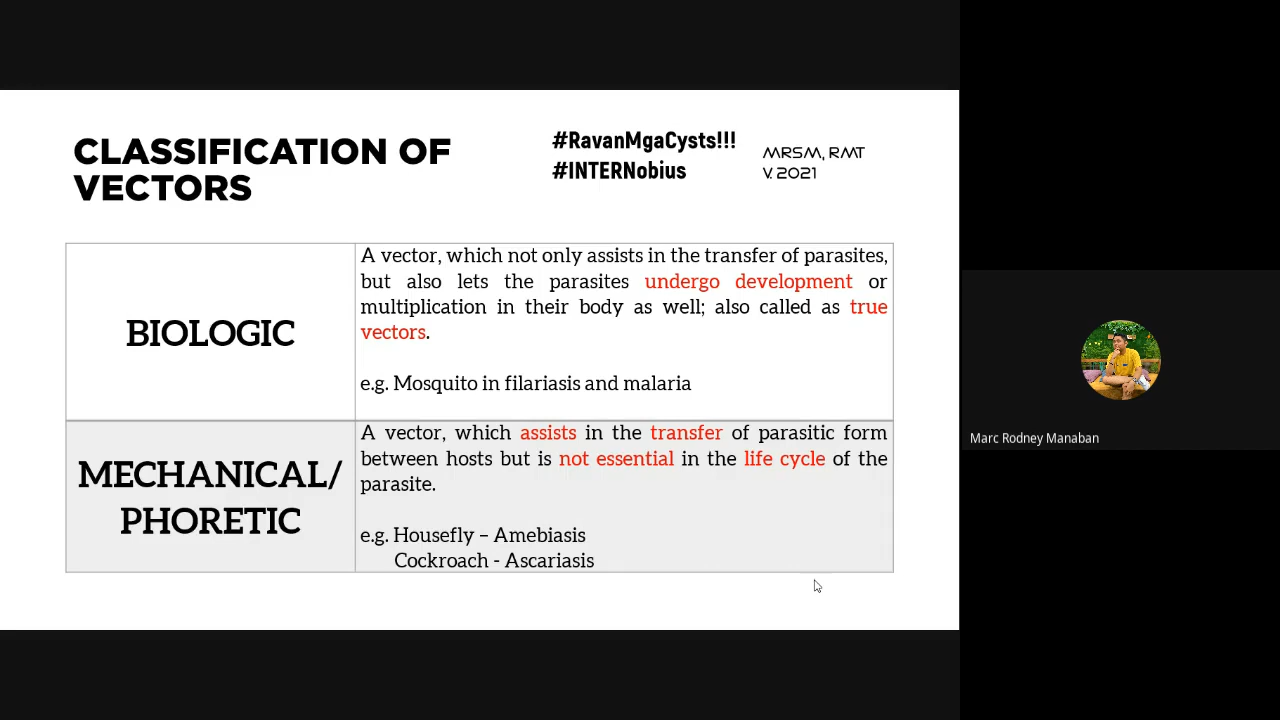 CLASSIFICATION OF
VECTORS
#RavanMgaCysts!!!
#INTERNobius
MRSM, RMT
V. 2021
BIOLOGIC
A vector, which not only assists in the transfer of parasites,
but also lets the parasites undergo development or
multiplication in their body as well; also called as true
vectors.
e.g. Mosquito in filariasis and malaria
MECHANICAL/
PHORETIC
A vector, which assists in the transfer of parasitic form
between hosts but is not essential in the life cycle of the
parasite.
e.g. Housefly – Amebiasis
Cockroach - Ascariasis
Marc Rodney Manaban